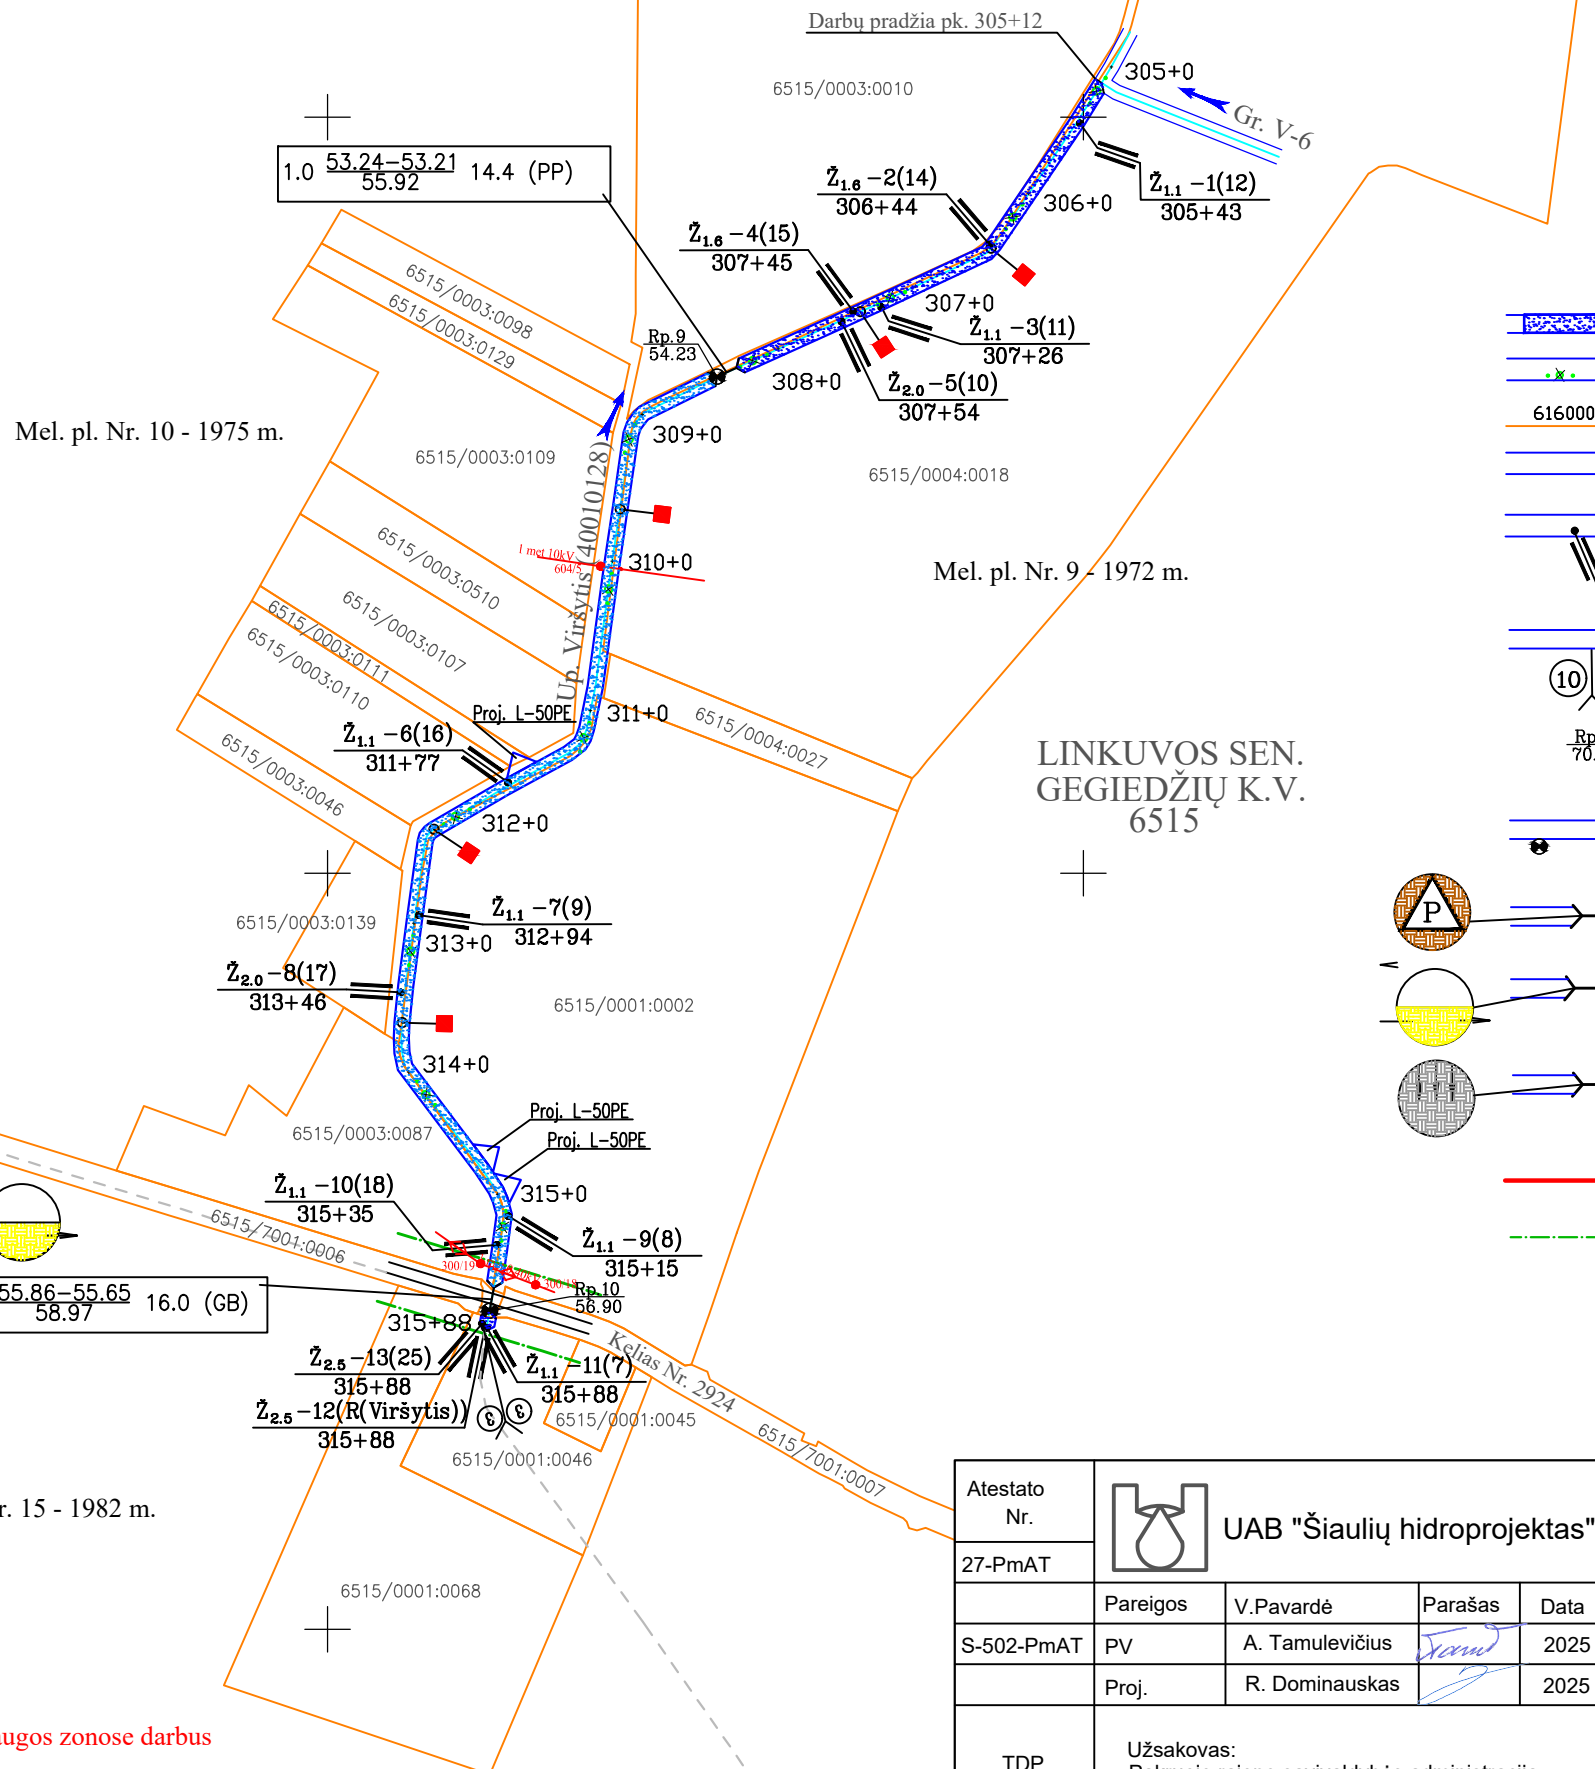 Darbų pradžia pk. 305+12
305+0
6515/0003:0010
Gr. V-6
1.0 53.24-53.21 14.4 (PP)
55.92
Ž1.6 -2(14)
306+44
306+0
Ž1.1 -1(12)
305+43
Ž1.6 -4(15)
307+45
6515/0003:0098
6515/0003:0129
307+0
Ž1.1 -3(11)
307+26
Rp.9
54.23
308+0
Ž2.0 -5(10)
307+54
616000
Mel. pl. Nr. 10 - 1975 m.
309+0
6515/0003:0109
6515/0004:0018
Up. Viršytis (40010128)
6515/0003:0510
I met 10kV
604/5
310+0
Mel. pl. Nr. 9 - 1972 m.
6515/0003:0107
6515/0003:0111
6515/0003:0110
10
Proj. L-50PE
311+0
6515/0004:0027
Ž1.1 -6(16)
311+77
6515/0003:0046
LINKUVOS SEN.
GEGIEDŽIŲ K.V.
6515
Rp
70.
312+0
Ž1.1 -7(9)
312+94
6515/0003:0139
313+0
P
Ž2.0 -8(17)
313+46
6515/0001:0002
314+0
6515/0003:0087
Proj. L-50PE
Proj. L-50PE
Ž1.1 -10(18)
315+35
315+0
6515/7001:0006
Ž1.1 -9(8)
315+15
300/19
300/18
55.86-55.65 16.0 (GB)
58.97
Rp.10
56.90
315+88
Ž2.5 -13(25)
315+88
Ž1.1 -11(7)
315+88
Kelias Nr. 2924
Ž2.5 -12(R(Viršytis))
315+88
3
3
6515/0001:0045
6515/0001:0046
6515/7001:0007
r. 15 - 1982 m.
6515/0001:0068
Atestato
Nr.
UAB "Šiaulių hidroprojektas"
27-PmAT
Pareigos V.Pavardė Parašas Data
S-502-PmAT PV A. Tamulevičius 2025
Proj. R. Dominauskas 2025
augos zonose darbus
TDP
Užsakovas: